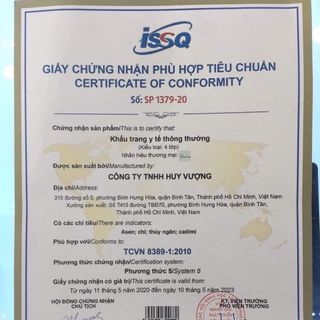 ISSQ
GIẤY CHỨNG NHẬN PHÙ HỢP TIÊU CHUẨN
CERTIFICATE OF CONFORMITY
Số: SP 1379-20
Chứng nhận sản phẩm/This is to certify that:
Khẩu trang y tế thông thường
(Kiểu loại: 4 lớp)
Nhãn hiệu thương mại:
Được sản xuất bởi/Manufactured by:
CÔNG TY TNHH HUY VƯỢNG
Địa chỉ/Address:
315 đường số 5, phường Bình Hưng Hòa, quận Bình Tân, Thành phố Hồ Chí Minh, Việt Nam
Xưởng sản xuất: Số T413 đường TBĐ70, phường Bình Hưng Hòa, quận Bình Tân,
Thành phố Hồ Chí Minh, Việt Nam
Có các chỉ tiêu/There are indicators:
Asen; chì; thủy ngân; cadimi
Phù hợp với/Conforms to:
TCVN 8389-1:2010
Phương thức chứng nhận/Certification system:
Phương thức 5/System 5
Giấy chứng nhận có giá trị/This certificate is valid from:
Từ ngày 11 tháng 5 năm 2020 đến ngày 10 tháng 5 năm 2023
HỘI ĐỒNG CHỨNG NHẬN
CHỦ TỊCH
KT. VIỆN TRƯỞNG
PHÓ VIỆN TRƯỞNG